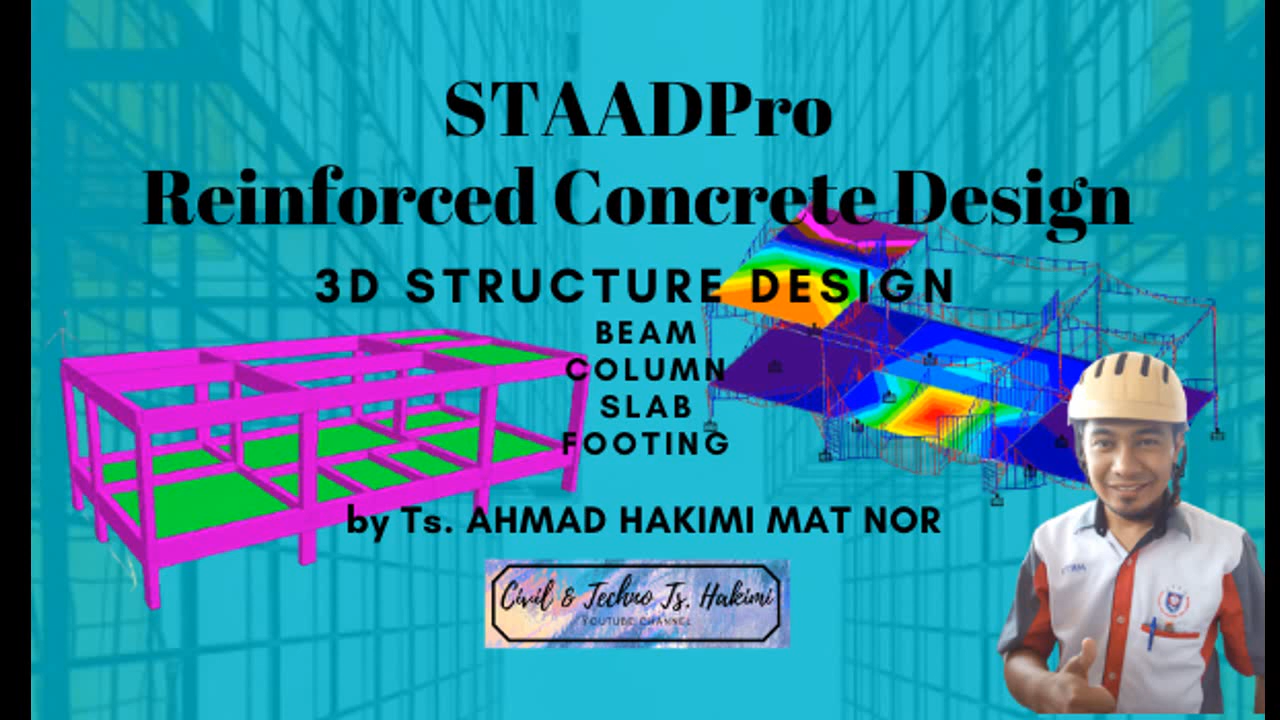 STAADPro
Reinforced Concrete Design
3D STRUCTURE DESIGN
BEAM
COLUMN
SLAB
FOOTING
by Ts. AHMAD HAKIMI MAT NOR
Civil & Techno Ts. Hakimi
YOUTUBE CHANNEL